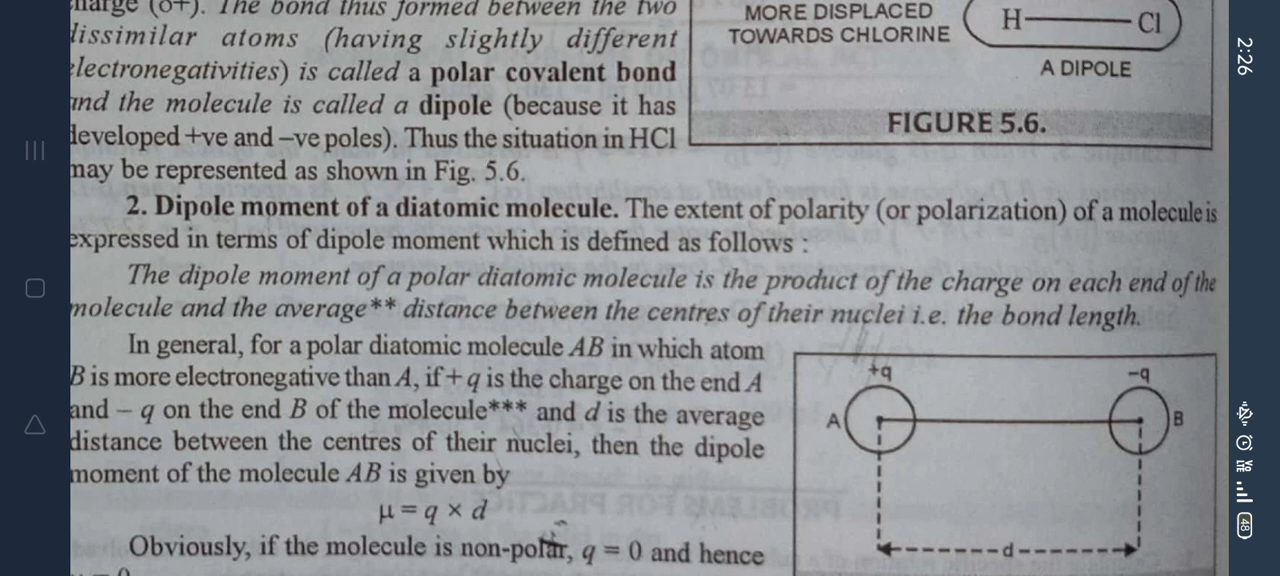 (δ+). The bond thus formed between the two
dissimilar atoms (having slightly different
electronegativities) is called a polar covalent bond
and the molecule is called a dipole (because it has
developed +ve and –ve poles). Thus the situation in HCl
may be represented as shown in Fig. 5.6.
MORE DISPLACED
TOWARDS CHLORINE
H Cl
A DIPOLE
FIGURE 5.6.
2. Dipole moment of a diatomic molecule. The extent of polarity (or polarization) of a molecule is
expressed in terms of dipole moment which is defined as follows :
The dipole moment of a polar diatomic molecule is the product of the charge on each end of the
molecule and the average** distance between the centres of their nuclei i.e. the bond length.
In general, for a polar diatomic molecule AB in which atom
B is more electronegative than A, if + q is the charge on the end A
and – q on the end B of the molecule*** and d is the average
distance between the centres of their nuclei, then the dipole
moment of the molecule AB is given by
μ = q × d
Obviously, if the molecule is non-polar, q = 0 and hence
+q –q
A B
d
2:26
48